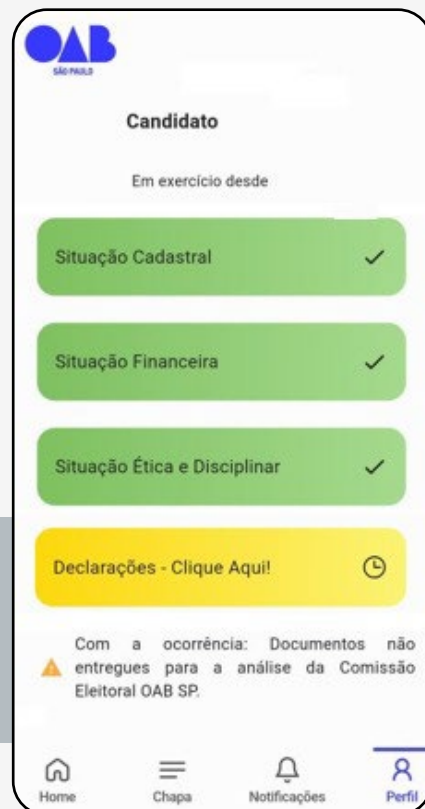 OAB
SÃO PAULO
Candidato
Em exercício desde
Situação Cadastral
Situação Financeira
Situação Ética e Disciplinar
Declarações - Clique Aqui!
Com a ocorrência: Documentos não
entregues para a análise da Comissão
Eleitoral OAB SP.
Home Chapa Notificações Perfil